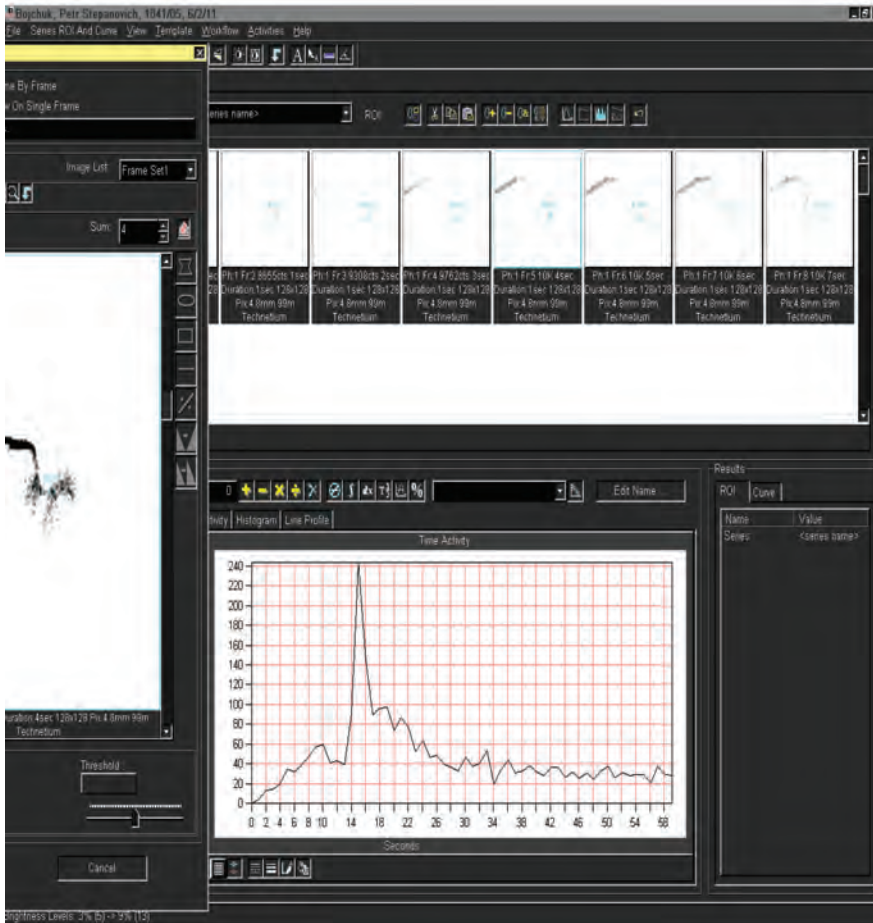 Bojchuk, Petr Stepanovich, 1841/05, 6/2/11
File Series ROI And Curve View Template Workflow Activities Help
me By Frame
w On Single Frame
eries name>
ROI:
Image List: Frame Set1
Sum: 4
Ph:1 Fr:2 8655cts 1sec
Duration:1sec 128x128
Pix:4.8mm 99m
Technetium
Ph:1 Fr:3 9308cts 2sec
Duration:1sec 128x128
Pix:4.8mm 99m
Technetium
Ph:1 Fr:4 9762cts 3sec
Duration:1sec 128x128
Pix:4.8mm 99m
Technetium
Ph:1 Fr:5 10K 4sec
Duration:1sec 128x128
Pix:4.8mm 99m
Technetium
Ph:1 Fr:6 10K 5sec
Duration:1sec 128x128
Pix:4.8mm 99m
Technetium
Ph:1 Fr:7 10K 6sec
Duration:1sec 128x128
Pix:4.8mm 99m
Technetium
Ph:1 Fr:8 10K 7sec
Duration:1sec 128x128
Pix:4.8mm 99m
Technetium
uration:4sec 128x128 Pix:4.8mm 99m
Technetium
Threshold
Cancel
Brightness Levels: 3% (5) -> 9% (13)
0
Edit Name
tivity Histogram Line Profile
Time Activity
240
220
200
180
160
140
120
100
80
60
40
20
0
0 2 4 6 8 10 14 18 22 26 30 34 38 42 46 50 54 58
Seconds
Results
ROI Curve
Name Value
Series <series name>